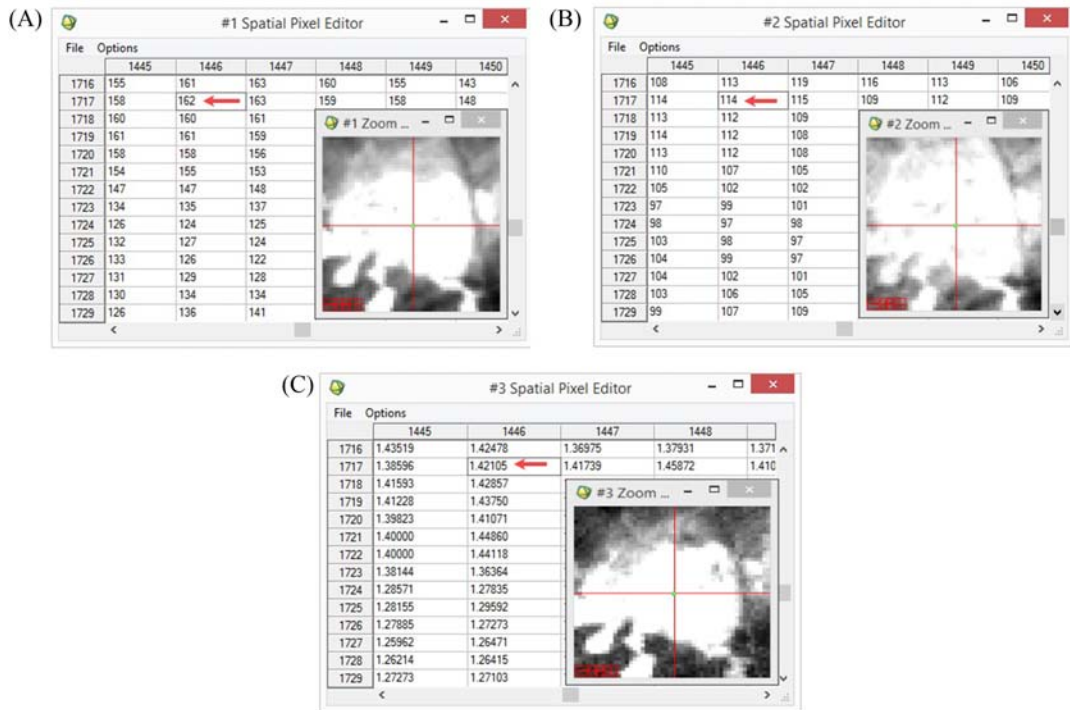 (A)
#1 Spatial Pixel Editor
File Options
1445 1446 1447 1448 1449 1450
1716 155 161 163 160 155 143
1717 158 162 163 159 158 148
1718 160 160 161
1719 161 161 159
1720 158 158 156
1721 154 155 153
1722 147 147 148
1723 134 135 137
1724 126 124 125
1725 132 127 124
1726 133 126 122
1727 131 129 128
1728 130 134 134
1729 126 136 141
#1 Zoom ...
(B)
#2 Spatial Pixel Editor
File Options
1445 1446 1447 1448 1449 1450
1716 108 113 119 116 113 106
1717 114 114 115 109 112 109
1718 113 112 109
1719 114 112 108
1720 113 112 108
1721 110 107 105
1722 105 102 102
1723 97 99 101
1724 98 97 98
1725 103 98 97
1726 104 99 97
1727 104 102 101
1728 103 106 105
1729 99 107 109
#2 Zoom ...
(C)
#3 Spatial Pixel Editor
File Options
1445 1446 1447 1448
1716 1.43519 1.42478 1.36975 1.37931 1.371
1717 1.38596 1.42105 1.41739 1.45872 1.410
1718 1.41593 1.42857
1719 1.41228 1.43750
1720 1.39823 1.41071
1721 1.40000 1.44860
1722 1.40000 1.44118
1723 1.38144 1.36364
1724 1.28571 1.27835
1725 1.28155 1.29592
1726 1.27885 1.27273
1727 1.25962 1.26471
1728 1.26214 1.26415
1729 1.27273 1.27103
#3 Zoom ...